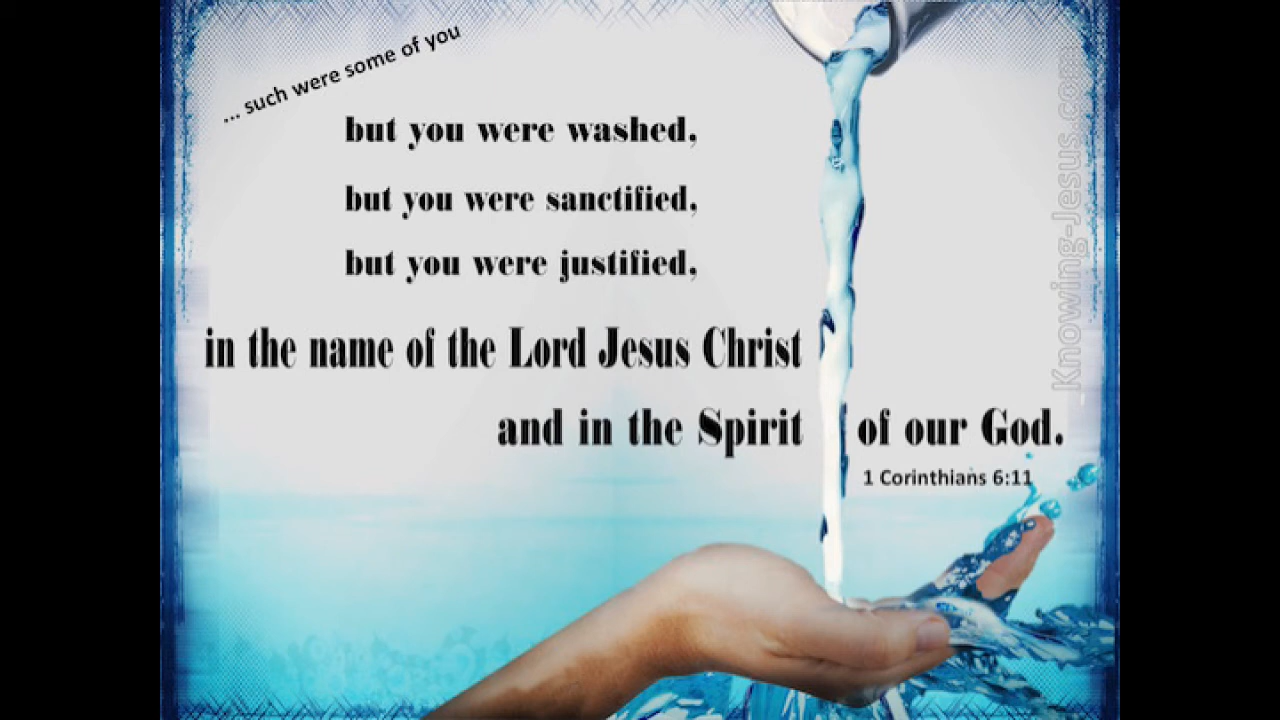 ... such were some of you
but you were washed,
but you were sanctified,
but you were justified,
in the name of the Lord Jesus Christ
and in the Spirit of our God.
1 Corinthians 6:11
Knowing-Jesus.com